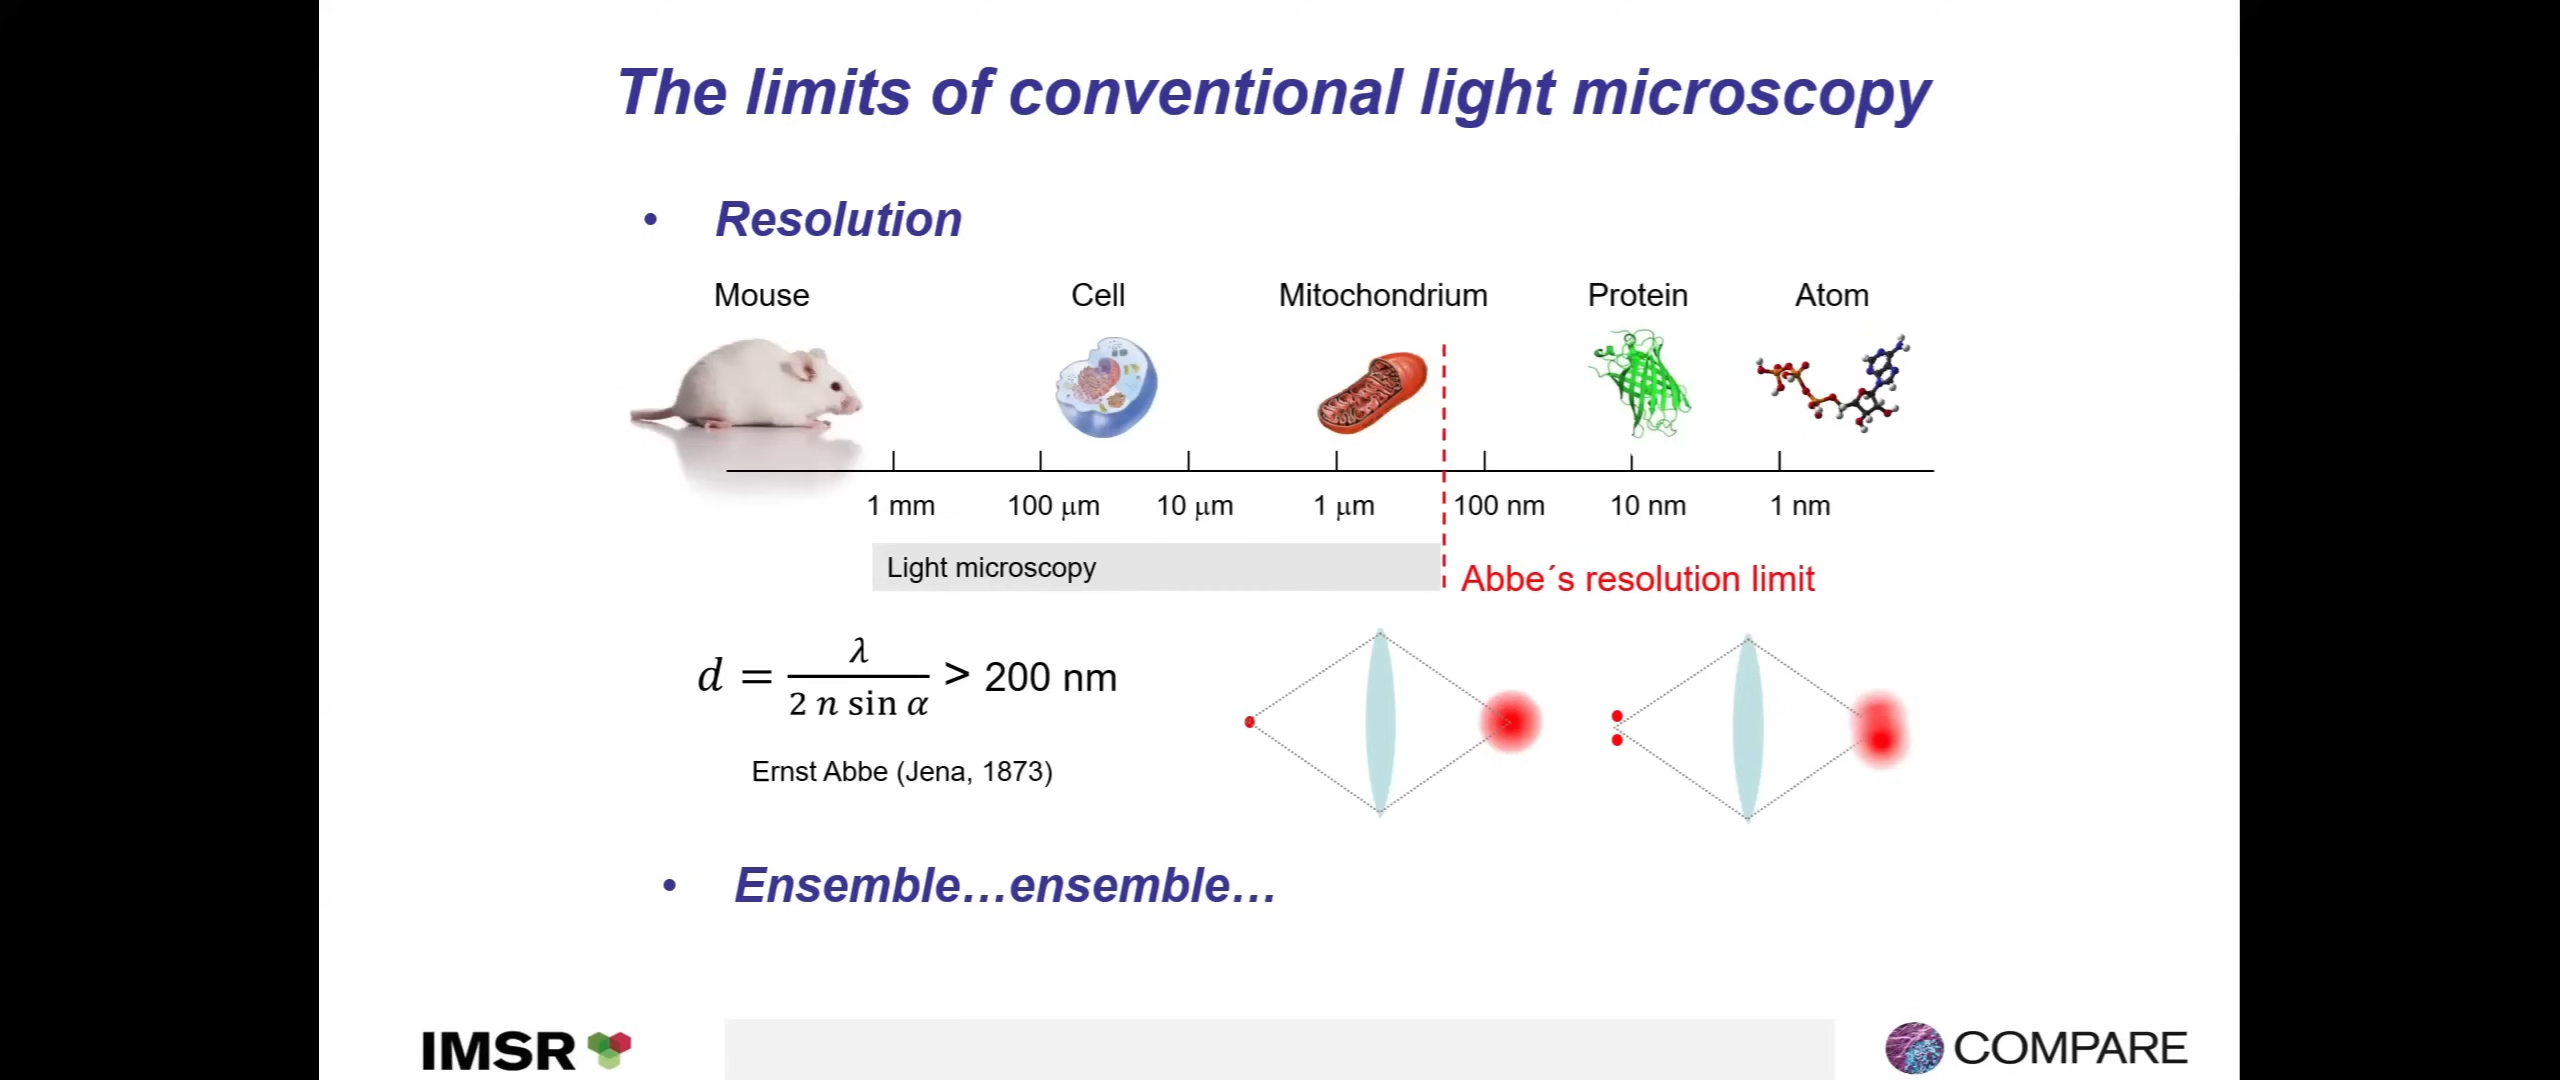 The limits of conventional light microscopy
• Resolution
Mouse Cell Mitochondrium Protein Atom
1 mm 100 μm 10 μm 1 μm 100 nm 10 nm 1 nm
Light microscopy
Abbe´s resolution limit
d = λ / 2 n sin α > 200 nm
Ernst Abbe (Jena, 1873)
• Ensemble…ensemble…
IMSR
COMPARE